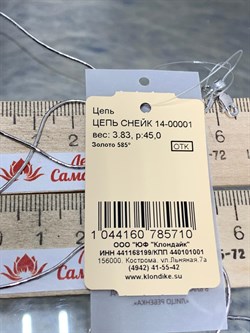 Цепь
ЦЕПЬ СНЕЙК 14-00001
вес: 3.83, р:45,0
Золото 585°
ОТК
1 044160 785710
ООО "ЮФ "Клондайк"
ИНН 441168199/КПП 440101001
156000, Кострома, ул.Льняная,7а
(4942) 41-55-42
www.klondike.su